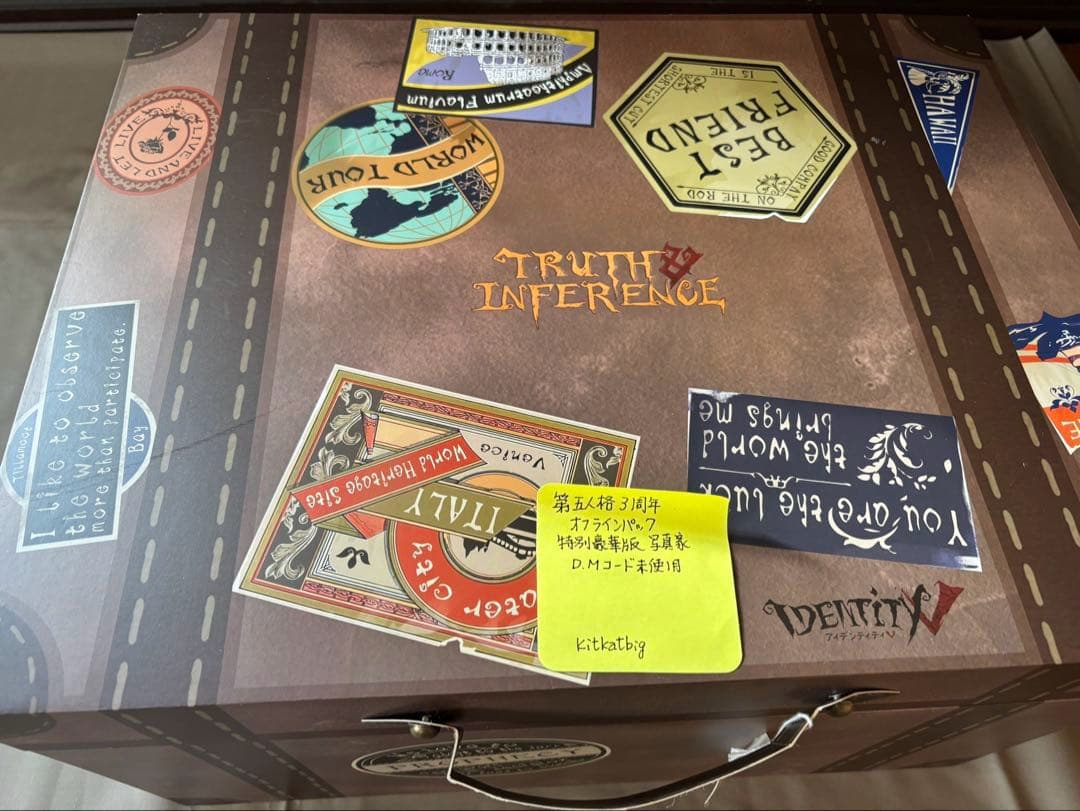 Roma
Amphitheatrum Flavium
LIVE AND LET LIVE
WORLD TOUR
BEST
FRIEND
IS THE
SHORTEST CUT
GOOD COMPAY
ON THE ROD
HAWAII
TRUTH &
INFERENCE
Tillamook
Bay
I like to observe
the world
more than participate.
World Heritage Site
Venice
ITALY
ater City
You are the luck
the world
brings me
第五人格 3周年
オフラインパック
特別豪華版 写真家
D.Mコード未使用
kitkatbig
IDENTITY V
アイデンティティV